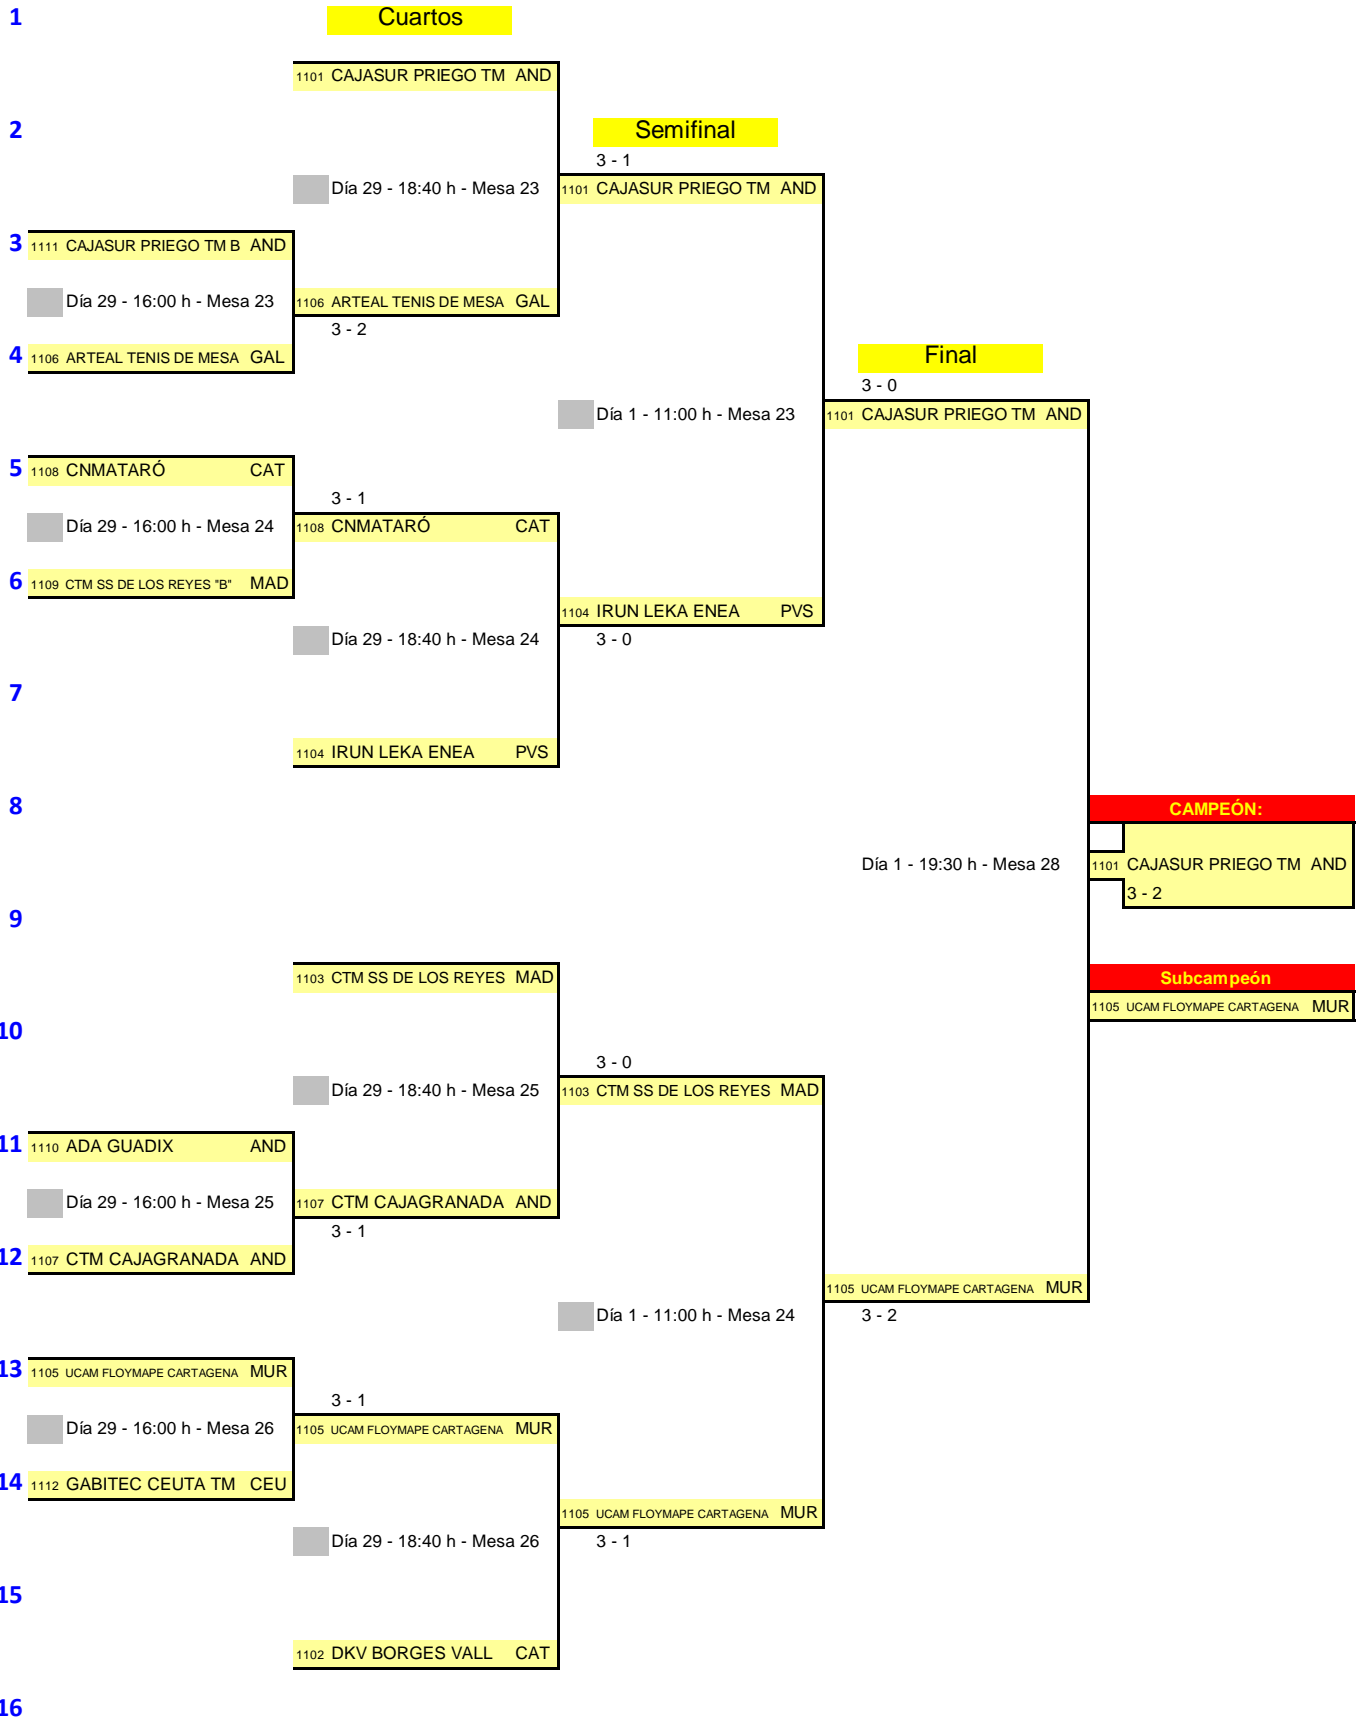 1
Cuartos
1101 CAJASUR PRIEGO TM AND
2
Semifinal
3 - 1
Día 29 - 18:40 h - Mesa 23
1101 CAJASUR PRIEGO TM AND
3 1111 CAJASUR PRIEGO TM B AND
Día 29 - 16:00 h - Mesa 23
1106 ARTEAL TENIS DE MESA GAL
3 - 2
4 1106 ARTEAL TENIS DE MESA GAL
Final
3 - 0
Día 1 - 11:00 h - Mesa 23
1101 CAJASUR PRIEGO TM AND
5 1108 CNMATARÓ CAT
3 - 1
Día 29 - 16:00 h - Mesa 24
1108 CNMATARÓ CAT
6 1109 CTM SS DE LOS REYES "B" MAD
1104 IRUN LEKA ENEA PVS
Día 29 - 18:40 h - Mesa 24
3 - 0
7
1104 IRUN LEKA ENEA PVS
8
CAMPEÓN:
Día 1 - 19:30 h - Mesa 28
1101 CAJASUR PRIEGO TM AND
3 - 2
9
1103 CTM SS DE LOS REYES MAD
Subcampeón
1105 UCAM FLOYMAPE CARTAGENA MUR
10
3 - 0
Día 29 - 18:40 h - Mesa 25
1103 CTM SS DE LOS REYES MAD
11 1110 ADA GUADIX AND
Día 29 - 16:00 h - Mesa 25
1107 CTM CAJAGRANADA AND
3 - 1
12 1107 CTM CAJAGRANADA AND
1105 UCAM FLOYMAPE CARTAGENA MUR
Día 1 - 11:00 h - Mesa 24
3 - 2
13 1105 UCAM FLOYMAPE CARTAGENA MUR
3 - 1
Día 29 - 16:00 h - Mesa 26
1105 UCAM FLOYMAPE CARTAGENA MUR
14 1112 GABITEC CEUTA TM CEU
1105 UCAM FLOYMAPE CARTAGENA MUR
Día 29 - 18:40 h - Mesa 26
3 - 1
15
1102 DKV BORGES VALL CAT
16